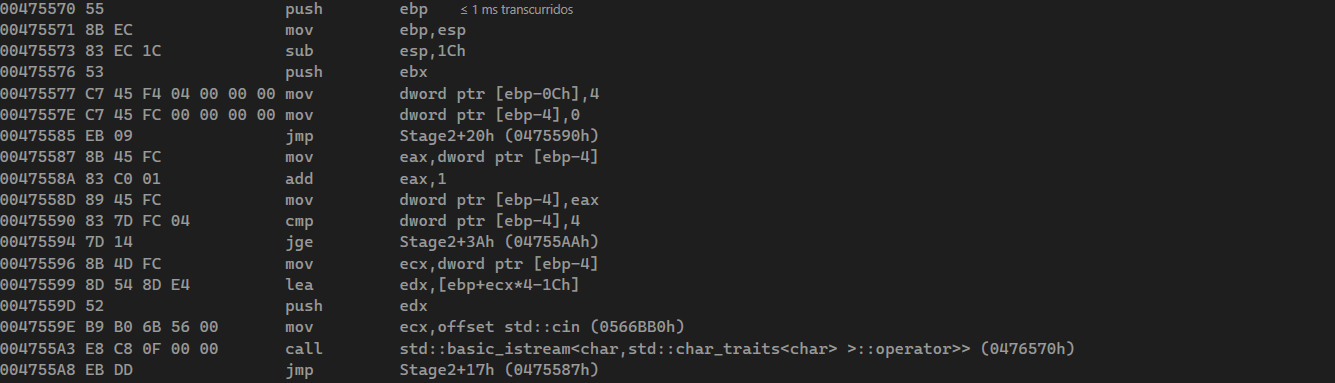 00475570 55 push ebp ≤ 1 ms transcurridos
00475571 8B EC mov ebp,esp
00475573 83 EC 1C sub esp,1Ch
00475576 53 push ebx
00475577 C7 45 F4 04 00 00 00 mov dword ptr [ebp-0Ch],4
0047557E C7 45 FC 00 00 00 00 mov dword ptr [ebp-4],0
00475585 EB 09 jmp Stage2+20h (0475590h)
00475587 8B 45 FC mov eax,dword ptr [ebp-4]
0047558A 83 C0 01 add eax,1
0047558D 89 45 FC mov dword ptr [ebp-4],eax
00475590 83 7D FC 04 cmp dword ptr [ebp-4],4
00475594 7D 14 jge Stage2+3Ah (04755AAh)
00475596 8B 4D FC mov ecx,dword ptr [ebp-4]
00475599 8D 54 8D E4 lea edx,[ebp+ecx*4-1Ch]
0047559D 52 push edx
0047559E B9 B0 6B 56 00 mov ecx,offset std::cin (0566BB0h)
004755A3 E8 C8 0F 00 00 call std::basic_istream<char,std::char_traits<char> >::operator>> (0476570h)
004755A8 EB DD jmp Stage2+17h (0475587h)